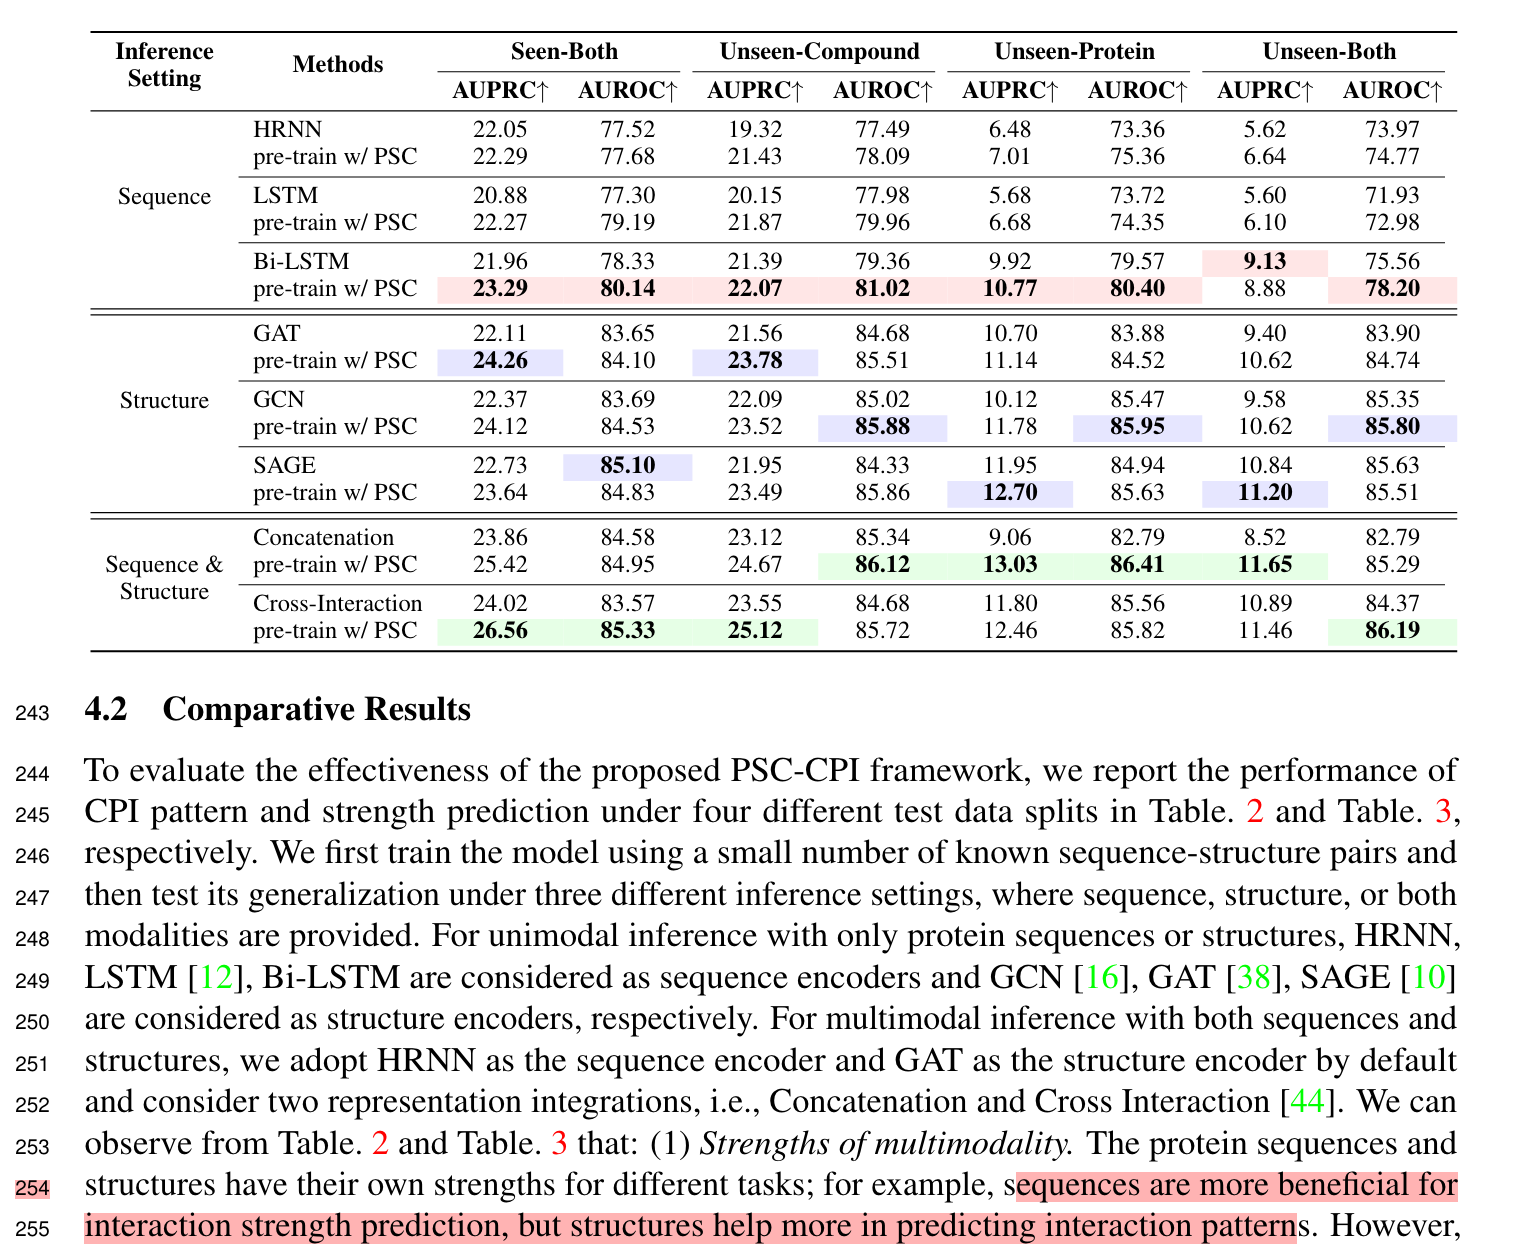 Inference Setting Methods Seen-Both Unseen-Compound Unseen-Protein Unseen-Both
AUPRC↑ AUROC↑ AUPRC↑ AUROC↑ AUPRC↑ AUROC↑ AUPRC↑ AUROC↑
HRNN 22.05 77.52 19.32 77.49 6.48 73.36 5.62 73.97
pre-train w/ PSC 22.29 77.68 21.43 78.09 7.01 75.36 6.64 74.77
Sequence LSTM 20.88 77.30 20.15 77.98 5.68 73.72 5.60 71.93
pre-train w/ PSC 22.27 79.19 21.87 79.96 6.68 74.35 6.10 72.98
Bi-LSTM 21.96 78.33 21.39 79.36 9.92 79.57 9.13 75.56
pre-train w/ PSC 23.29 80.14 22.07 81.02 10.77 80.40 8.88 78.20
GAT 22.11 83.65 21.56 84.68 10.70 83.88 9.40 83.90
pre-train w/ PSC 24.26 84.10 23.78 85.51 11.14 84.52 10.62 84.74
Structure GCN 22.37 83.69 22.09 85.02 10.12 85.47 9.58 85.35
pre-train w/ PSC 24.12 84.53 23.52 85.88 11.78 85.95 10.62 85.80
SAGE 22.73 85.10 21.95 84.33 11.95 84.94 10.84 85.63
pre-train w/ PSC 23.64 84.83 23.49 85.86 12.70 85.63 11.20 85.51
Concatenation 23.86 84.58 23.12 85.34 9.06 82.79 8.52 82.79
Sequence & pre-train w/ PSC 25.42 84.95 24.67 86.12 13.03 86.41 11.65 85.29
Structure Cross-Interaction 24.02 83.57 23.55 84.68 11.80 85.56 10.89 84.37
pre-train w/ PSC 26.56 85.33 25.12 85.72 12.46 85.82 11.46 86.19
243 4.2 Comparative Results
244 To evaluate the effectiveness of the proposed PSC-CPI framework, we report the performance of
245 CPI pattern and strength prediction under four different test data splits in Table. 2 and Table. 3,
246 respectively. We first train the model using a small number of known sequence-structure pairs and
247 then test its generalization under three different inference settings, where sequence, structure, or both
248 modalities are provided. For unimodal inference with only protein sequences or structures, HRNN,
249 LSTM [12], Bi-LSTM are considered as sequence encoders and GCN [16], GAT [38], SAGE [10]
250 are considered as structure encoders, respectively. For multimodal inference with both sequences and
251 structures, we adopt HRNN as the sequence encoder and GAT as the structure encoder by default
252 and consider two representation integrations, i.e., Concatenation and Cross Interaction [44]. We can
253 observe from Table. 2 and Table. 3 that: (1) Strengths of multimodality. The protein sequences and
254 structures have their own strengths for different tasks; for example, sequences are more beneficial for
255 interaction strength prediction, but structures help more in predicting interaction patterns. However,